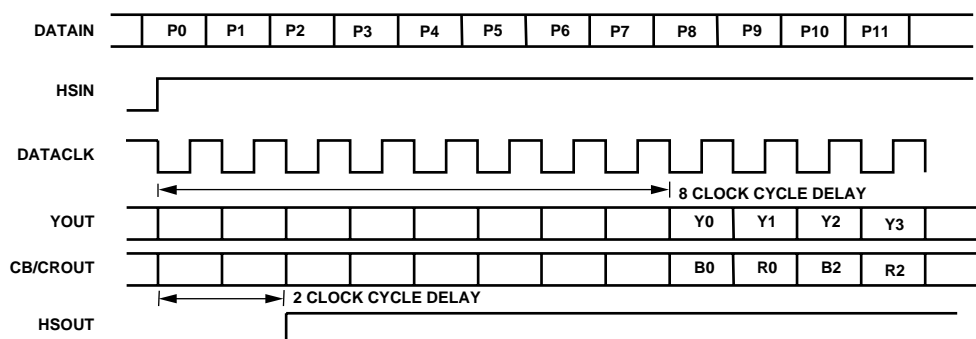 DATAIN P0 P1 P2 P3 P4 P5 P6 P7 P8 P9 P10 P11
HSIN
DATACLK
8 CLOCK CYCLE DELAY
YOUT Y0 Y1 Y2 Y3
CB/CROUT B0 R0 B2 R2
2 CLOCK CYCLE DELAY
HSOUT